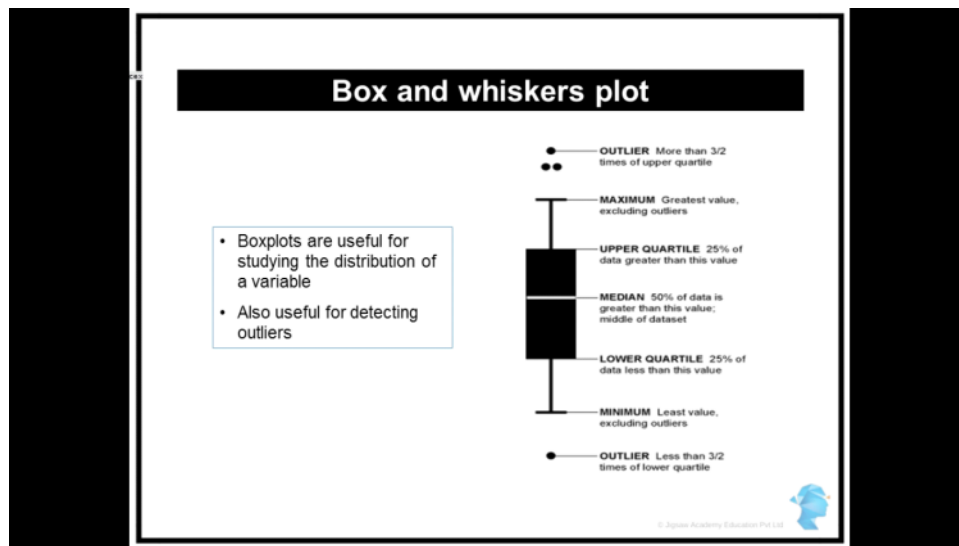 Box and whiskers plot
• Boxplots are useful for
studying the distribution of
a variable
• Also useful for detecting
outliers
OUTLIER More than 3/2
times of upper quartile
MAXIMUM Greatest value,
excluding outliers
UPPER QUARTILE 25% of
data greater than this value
MEDIAN 50% of data is
greater than this value;
middle of dataset
LOWER QUARTILE 25% of
data less than this value
MINIMUM Least value,
excluding outliers
OUTLIER Less than 3/2
times of lower quartile
© Jigsaw Academy Education Pvt Ltd